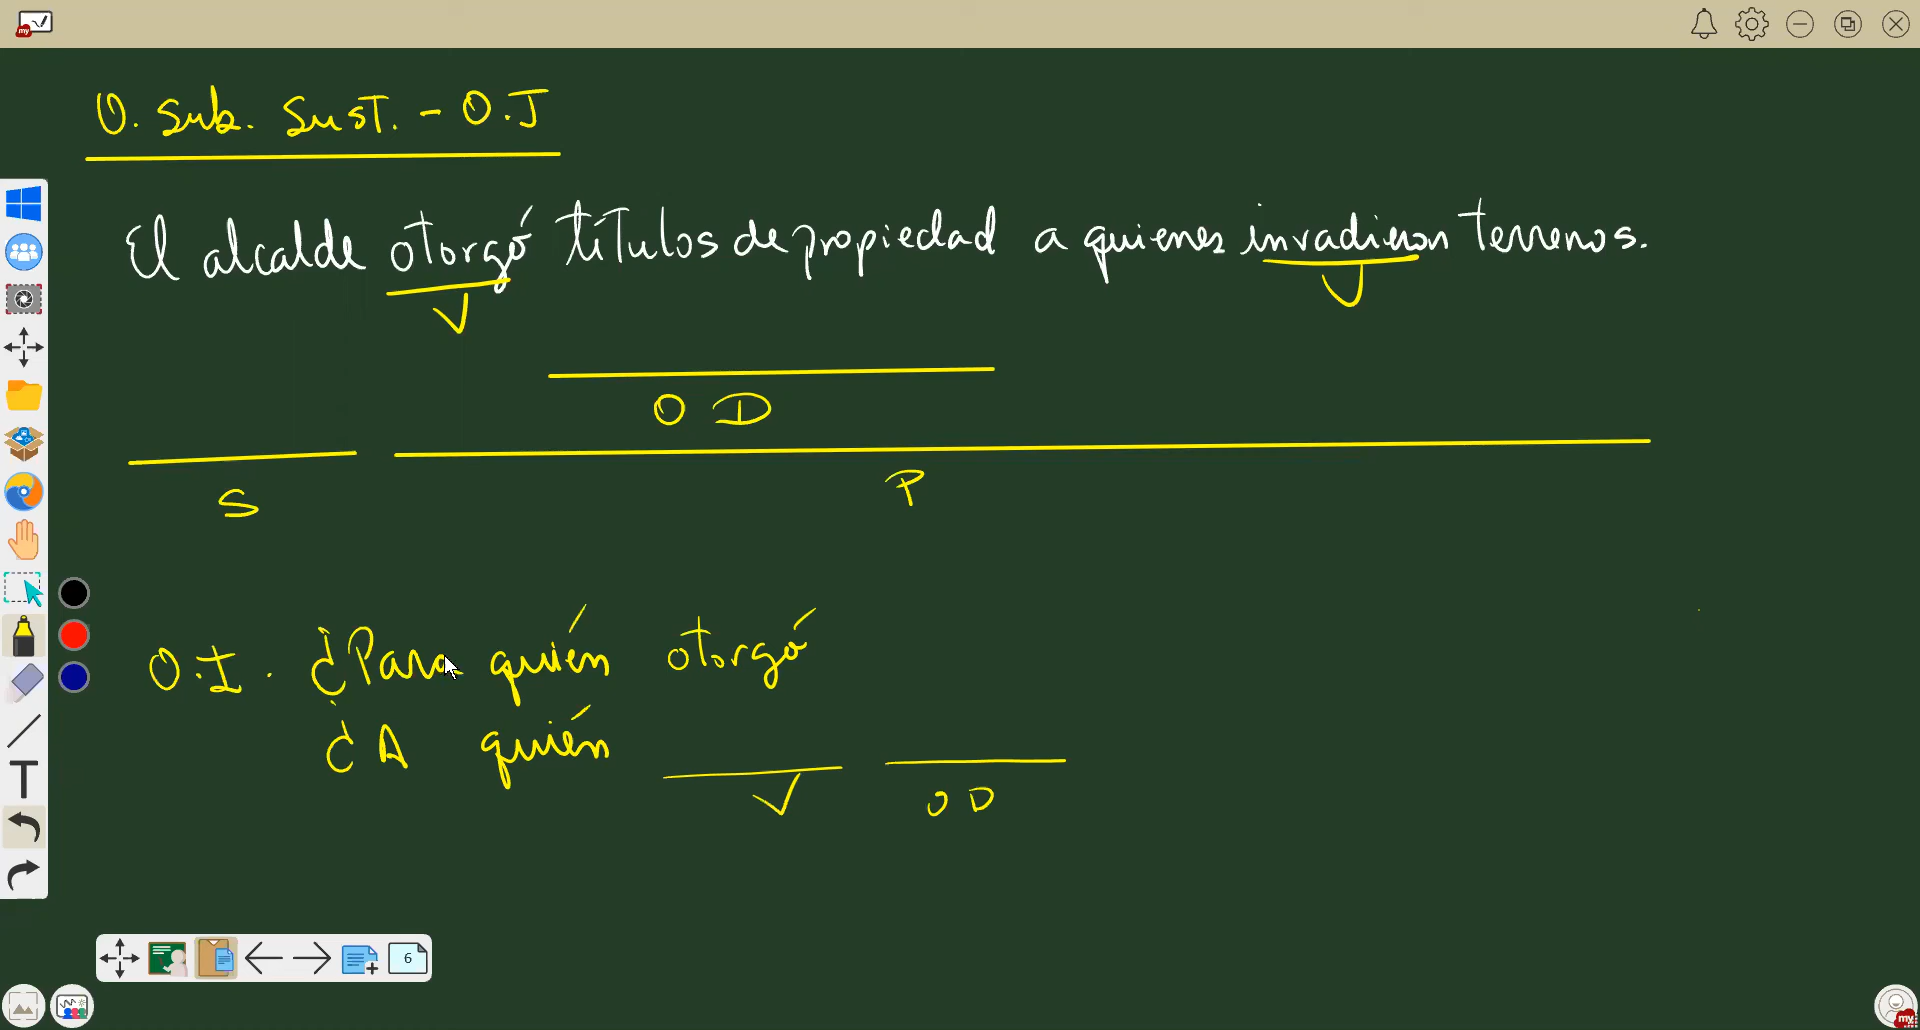 O. Sub. Sust. - O.I
El alcalde otorgó títulos de propiedad a quienes invadieron terrenos.
V
V
O D
S
P
O.I. ¿Para quién otorgó
¿A quién
V
O D
6